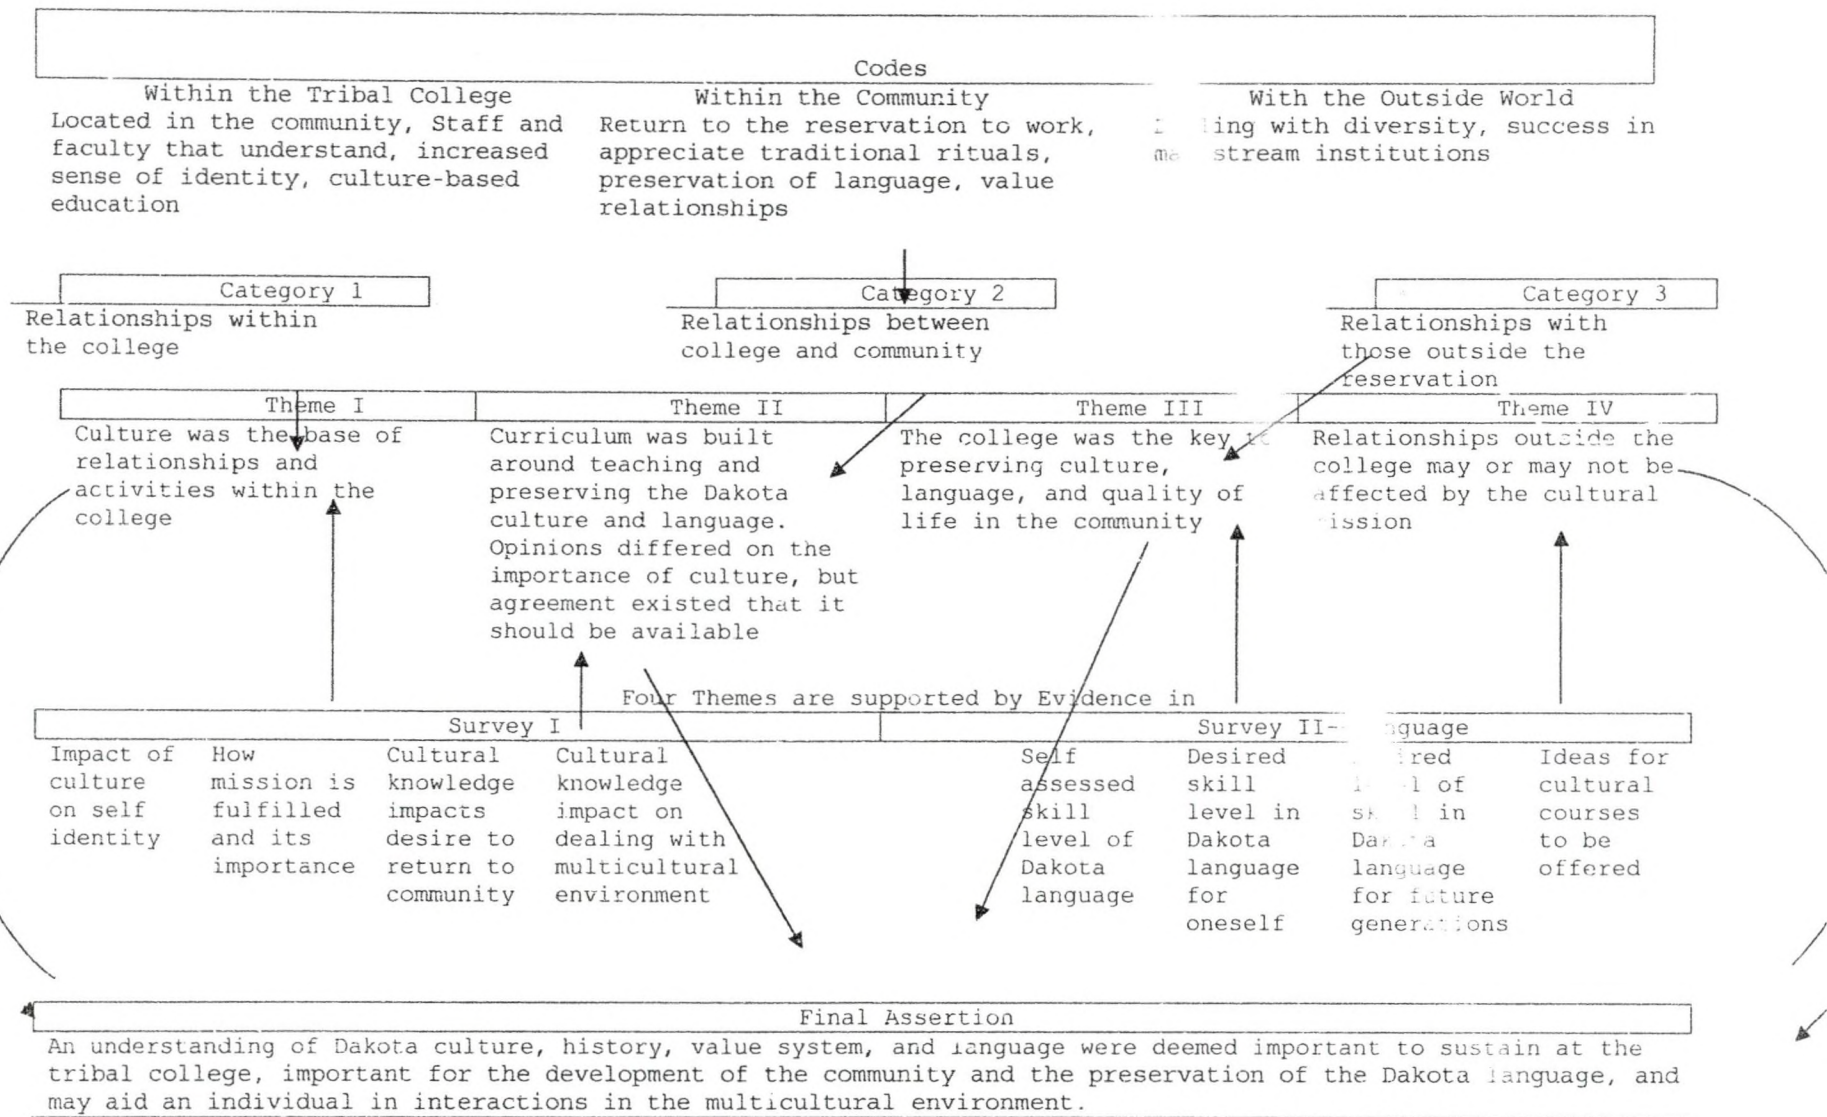 Codes
Within the Tribal College
Located in the community, Staff and
faculty that understand, increased
sense of identity, culture-based
education
Within the Community
Return to the reservation to work,
appreciate traditional rituals,
preservation of language, value
relationships
With the Outside World
with diversity, success in
institutions
Category 1
Relationships within
the college
Category 2
Relationships between
college and community
Category 3
Relationships with
those outside the
reservation
Theme I
Culture was the base of
relationships and
activities within the
college
Theme II
Curriculum was built
around teaching and
preserving the Dakota
culture and language.
Opinions differed on the
importance of culture, but
agreement existed that it
should be available
Theme III
The college was the key
preserving culture,
language, and quality of
life in the community
Theme IV
Relationships outside the
college may or may not be
affected by the cultural
Four Themes are supported by Evidence in
Survey I
Impact of
culture
on self
identity
How
mission is
fulfilled
and its
importance
Cultural
knowledge
impacts
desire to
return to
community
Cultural
knowledge
impact on
dealing with
multicultural
environment
Survey II-
Self
assessed
skill
level of
Dakota
language
Desired
skill
level in
Dakota
language
for
oneself
of
in
Dakota
language
for future
generations
Ideas for
cultural
courses
to be
offered
Final Assertion
An understanding of Dakota culture, history, value system, and language were deemed important to sustain at the
tribal college, important for the development of the community and the preservation of the Dakota language, and
may aid an individual in interactions in the multicultural environment.